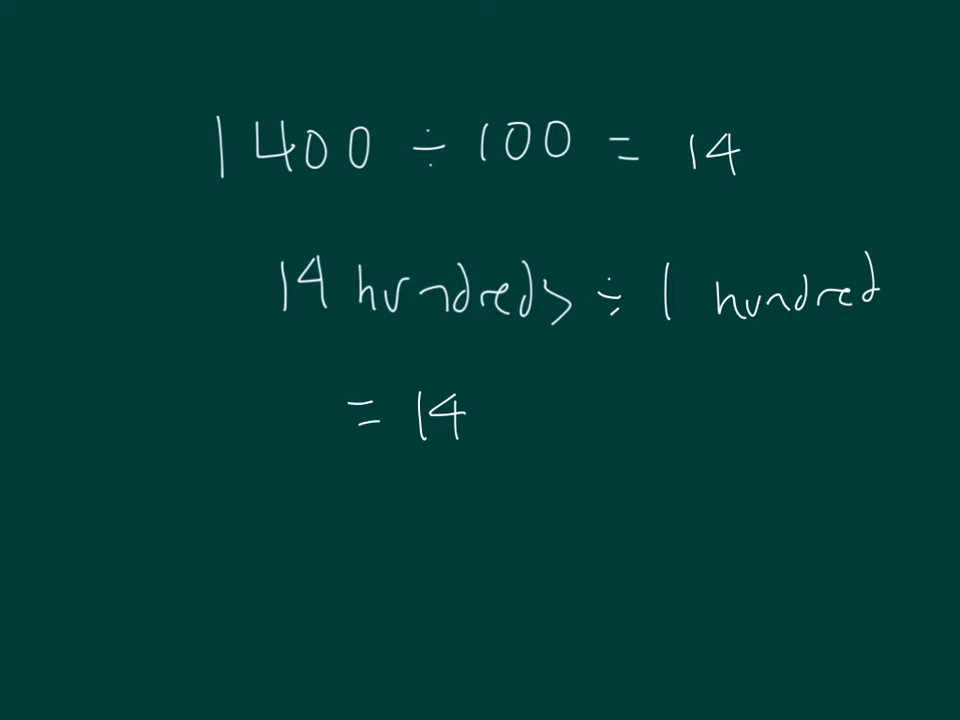 1400 ÷ 100 = 14
14 hundreds ÷ 1 hundred
= 14